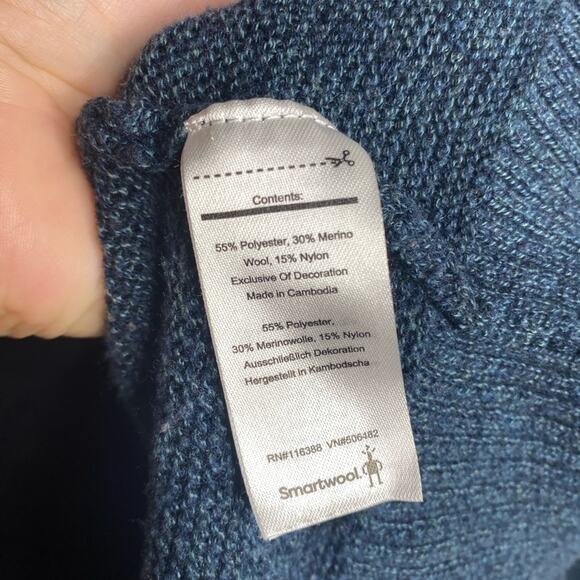 Contents:
55% Polyester, 30% Merino
Wool, 15% Nylon
Exclusive Of Decoration
Made in Cambodia
55% Polyester,
30% Merinowolle, 15% Nylon
Ausschließlich Dekoration
Hergestellt in Kambodscha
RN#116388 VN#506482
Smartwool.